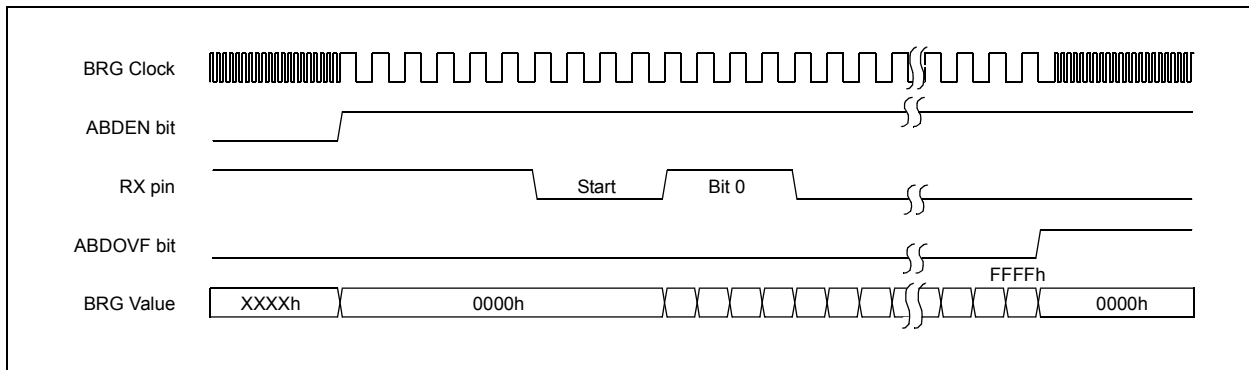 BRG Clock
ABDEN bit
RX pin
Start
Bit 0
ABDOVF bit
FFFFh
BRG Value
XXXXh
0000h
0000h